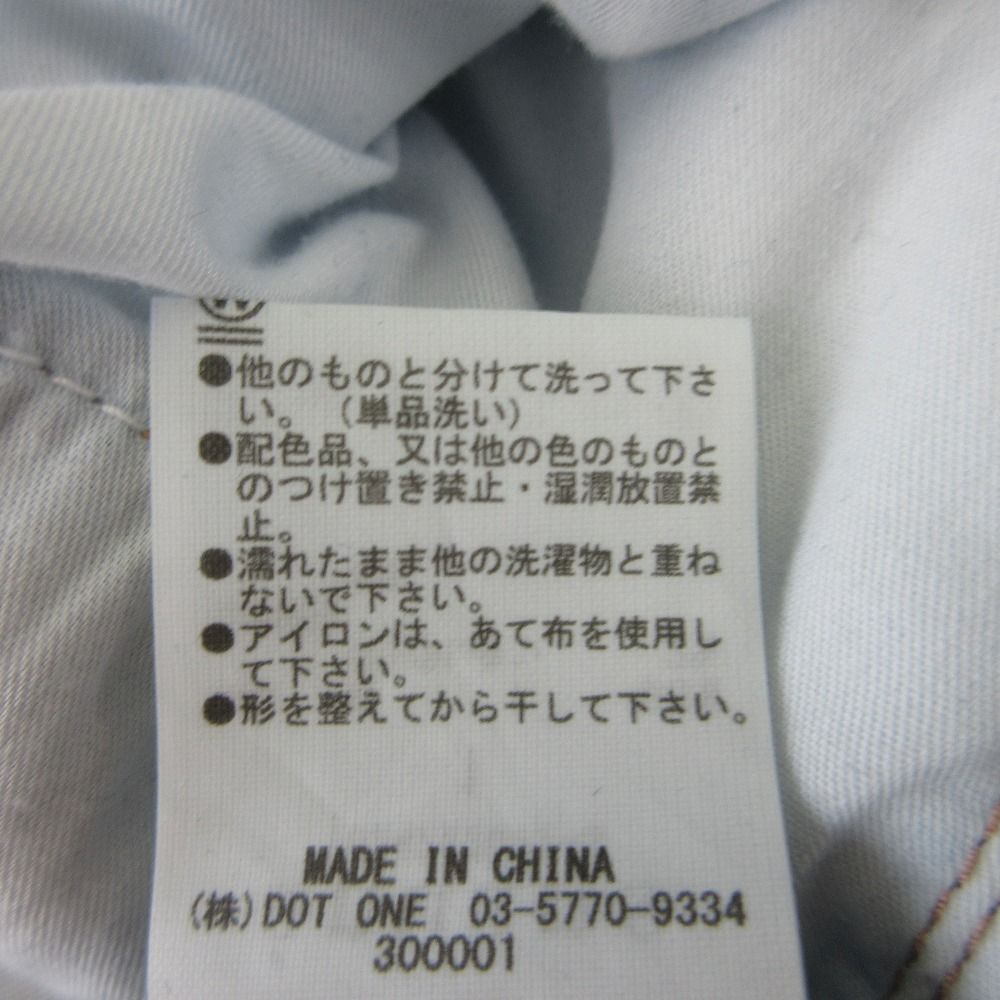 W
●他のものと分けて洗って下さ
い。（単品洗い）
●配色品、又は他の色のものと
のつけ置き禁止・湿潤放置禁
止。
●濡れたまま他の洗濯物と重ね
ないで下さい。
●アイロンは、あて布を使用し
て下さい。
●形を整えてから干して下さい。
MADE IN CHINA
(株)DOT ONE 03-5770-9334
300001